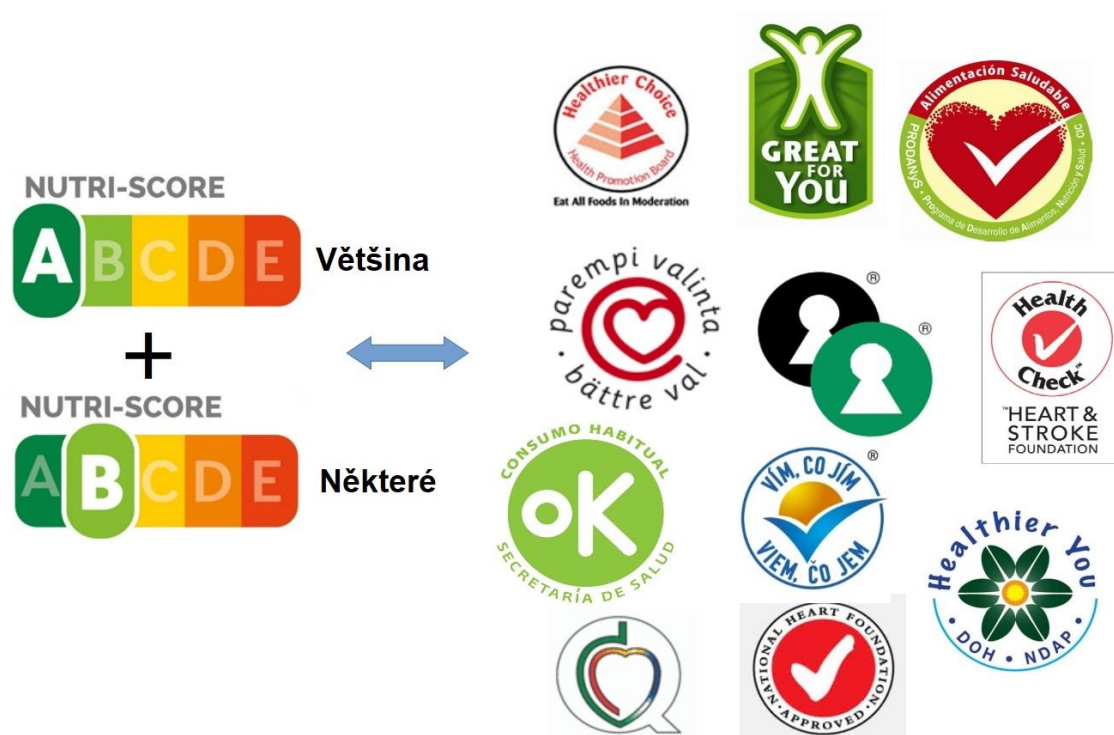 NUTRI-SCORE
A B C D E
Většina
+
NUTRI-SCORE
A B C D E
Některé
Healthier Choice
Health Promotion Board
Eat All Foods In Moderation
GREAT
FOR
YOU
Alimentación Saludable
PRODANYS • Programa de Desarrollo de Alimentos, Nutrición y Salud • CIC
parempi valinta
• bättre val •
®
®
Health
Check™
™HEART &
STROKE
FOUNDATION
CONSUMO HABITUAL
OK
SECRETARÍA DE SALUD
VÍM, CO JÍM
®
VIEM, ČO JEM
Healthier You
• DOH • NDAP •
NATIONAL HEART FOUNDATION
• APPROVED •